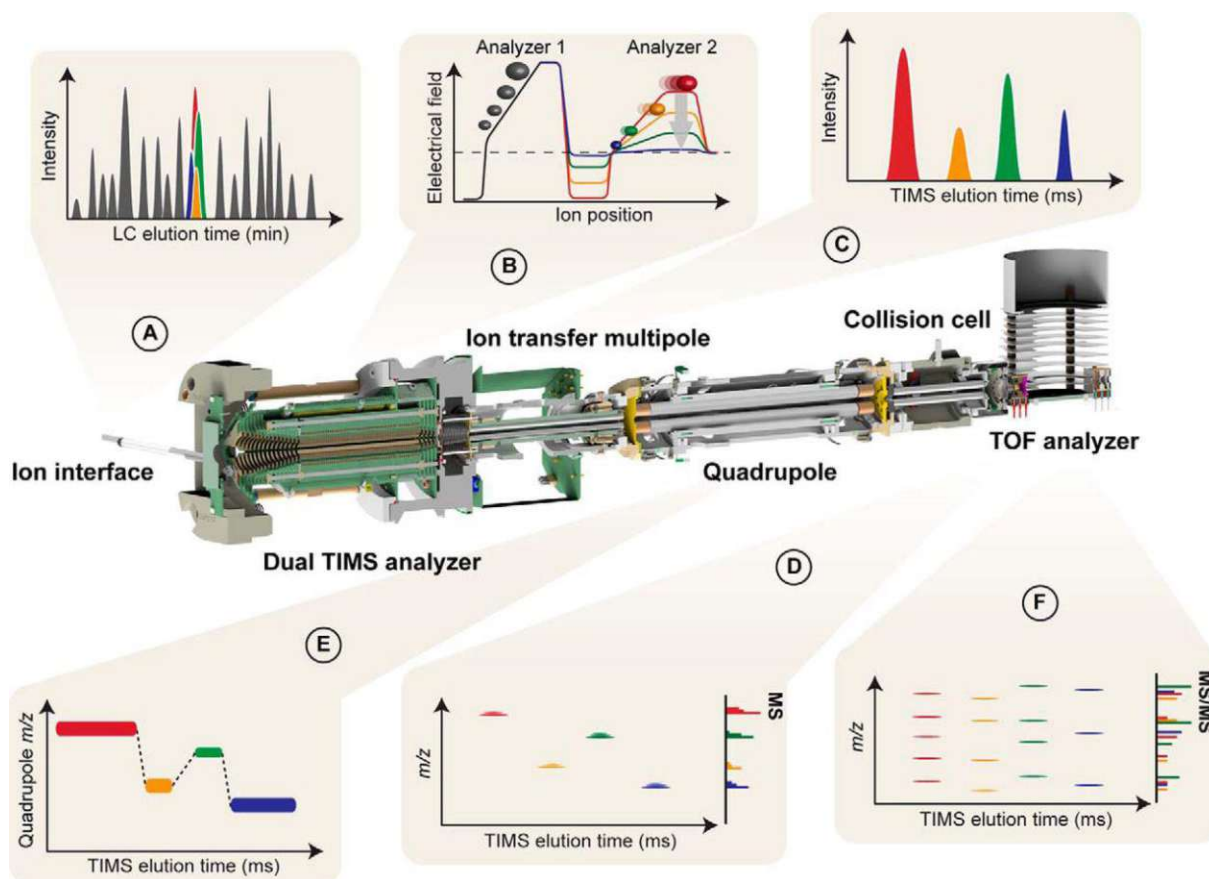 Intensity
LC elution time (min)
A
Analyzer 1
Analyzer 2
Elelectrical field
Ion position
B
Intensity
TIMS elution time (ms)
C
Ion interface
Dual TIMS analyzer
Ion transfer multipole
Quadrupole
Collision cell
TOF analyzer
D
E
F
Quadrupole m/z
TIMS elution time (ms)
m/z
TIMS elution time (ms)
MS
m/z
TIMS elution time (ms)
MS/MS